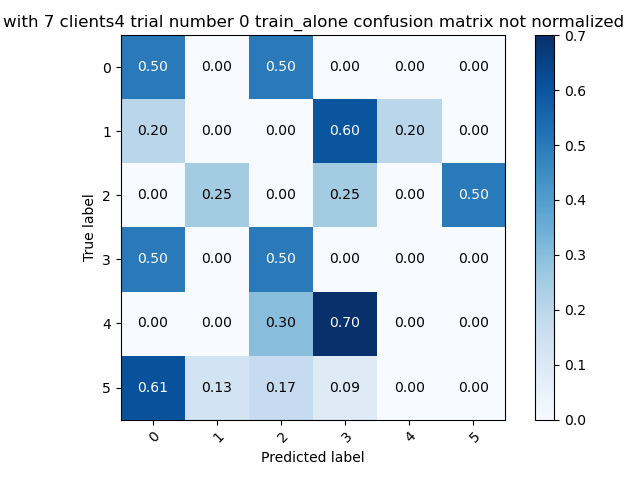 with 7 clients4 trial number 0 train_alone confusion matrix not normalized
0 0.50 0.00 0.50 0.00 0.00 0.00
1 0.20 0.00 0.00 0.60 0.20 0.00
2 0.00 0.25 0.00 0.25 0.00 0.50
3 0.50 0.00 0.50 0.00 0.00 0.00
4 0.00 0.00 0.30 0.70 0.00 0.00
5 0.61 0.13 0.17 0.09 0.00 0.00
0 1 2 3 4 5
True label
Predicted label
0.7
0.6
0.5
0.4
0.3
0.2
0.1
0.0